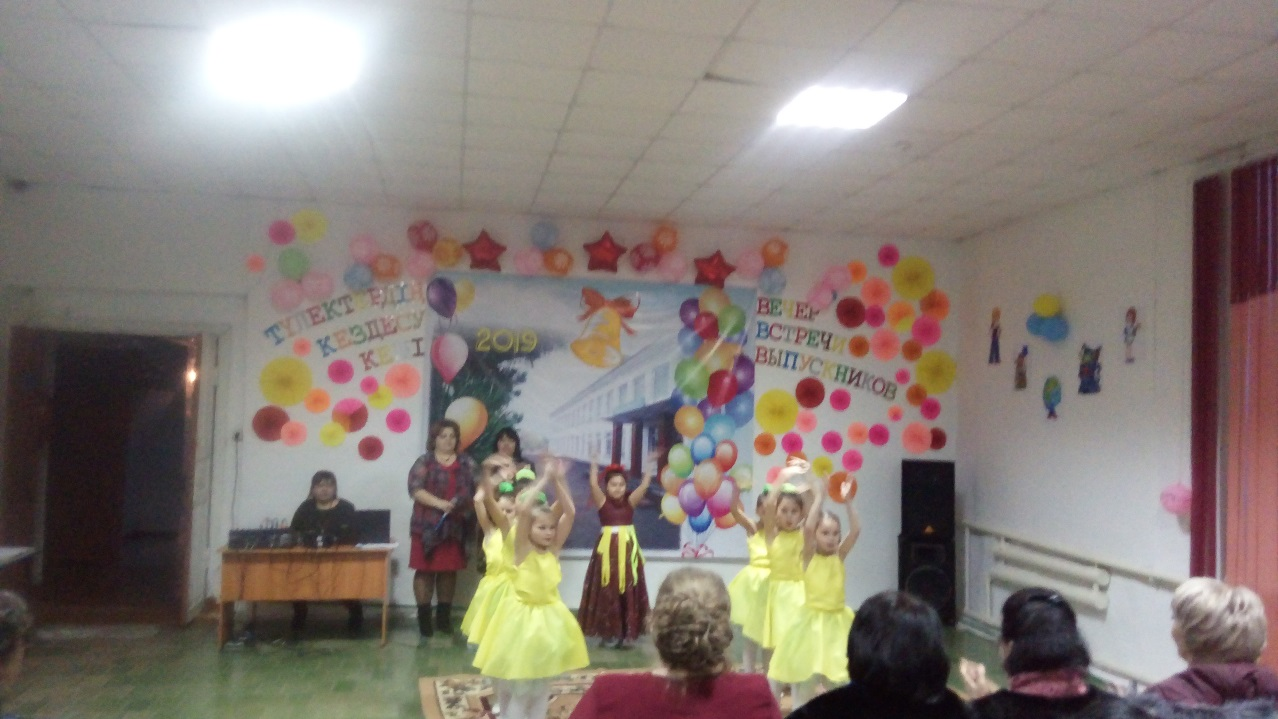 ТҮЛЕКТЕРДІҢ
КЕЗДЕСУ
КЕШІ
2019
ВЕЧЕР
ВСТРЕЧИ
ВЫПУСКНИКОВ